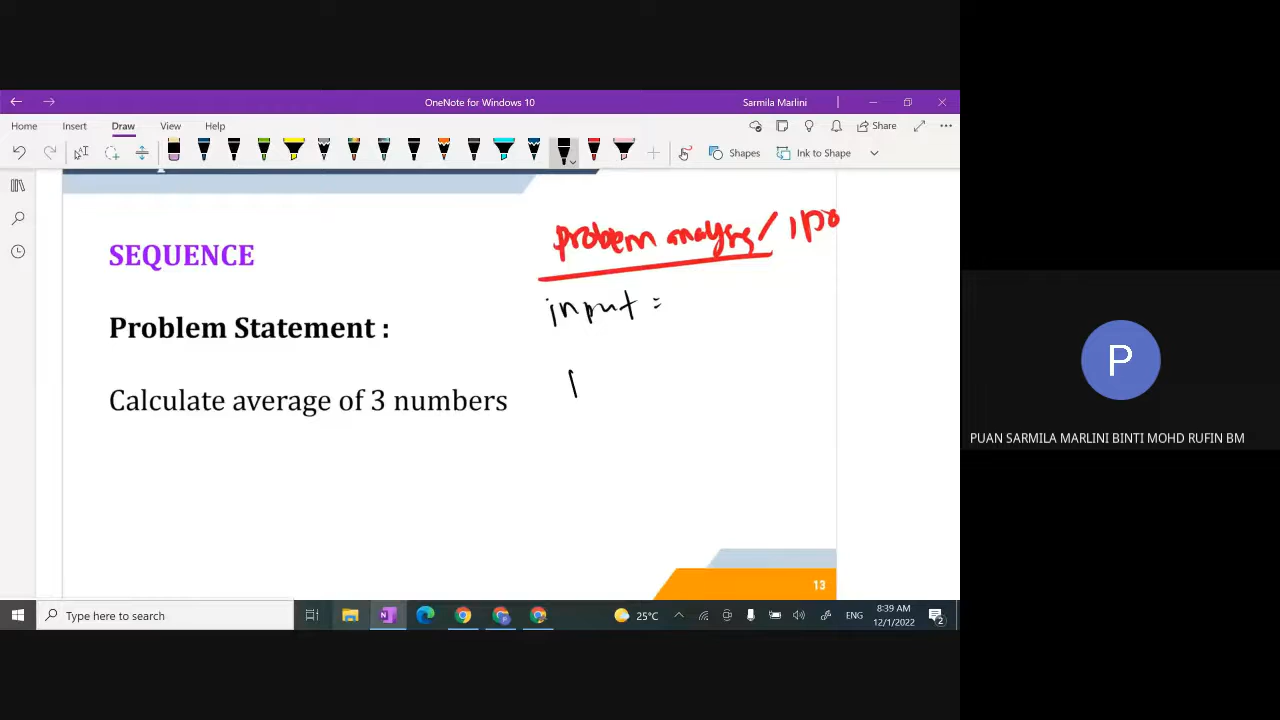 OneNote for Windows 10
Sarmila Marlini
Home Insert Draw View Help
Share
Shapes
Ink to Shape
problem analysis / IPO
SEQUENCE
input =
Problem Statement :
Calculate average of 3 numbers
13
P
PUAN SARMILA MARLINI BINTI MOHD RUFIN BM
Type here to search
25°C
ENG
8:39 AM
12/1/2022
2